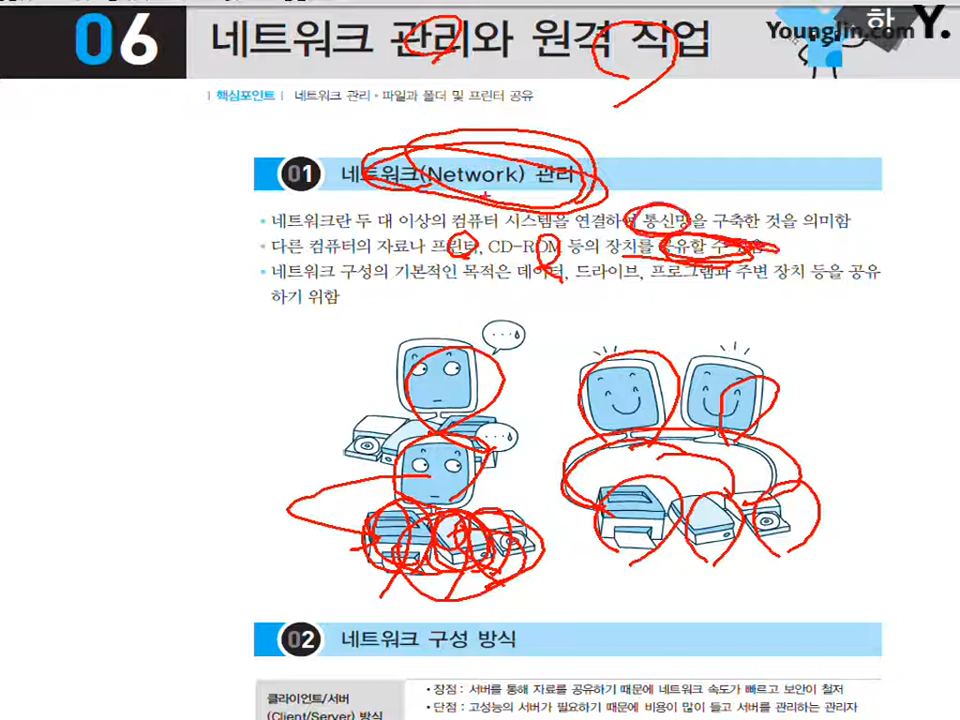 06 네트워크 관리와 원격 작업
Youngjin.com Y.
| 핵심포인트 | 네트워크 관리 • 파일과 폴더 및 프린터 공유
01 네트워크(Network) 관리
• 네트워크란 두 대 이상의 컴퓨터 시스템을 연결하여 통신망을 구축한 것을 의미함
• 다른 컴퓨터의 자료나 프린터, CD-ROM 등의 장치를 공유할 수 있음
• 네트워크 구성의 기본적인 목적은 데이터, 드라이브, 프로그램과 주변 장치 등을 공유
하기 위함
02 네트워크 구성 방식
클라이언트/서버
(Client/Server) 방식
• 장점 : 서버를 통해 자료를 공유하기 때문에 네트워크 속도가 빠르고 보안이 철저
• 단점 : 고성능의 서버가 필요하기 때문에 비용이 많이 들고 서버를 관리하는 관리자